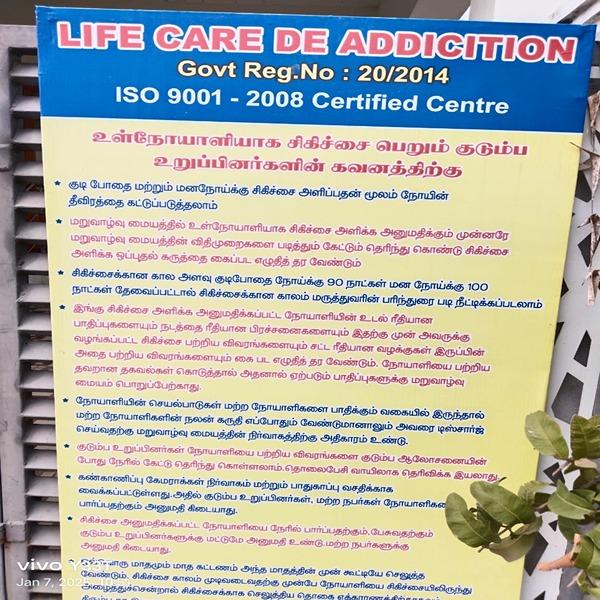 LIFE CARE DE ADDICITION
Govt Reg.No : 20/2014
ISO 9001 - 2008 Certified Centre
உள்நோயாளியாக சிகிச்சை பெறும் குடும்ப
உறுப்பினர்களின் கவனத்திற்கு
★ குடி போதை மற்றும் மனநோய்க்கு சிகிச்சை அளிப்பதன் மூலம் நோயின்
தீவிரத்தை கட்டுப்படுத்தலாம்
★ மறுவாழ்வு மையத்தில் உள்நோயாளியாக சிகிச்சை அளிக்க அனுமதிக்கும் முன்னரே
மறுவாழ்வு மையத்தின் விதிமுறைகளை படித்தும் கேட்டும் தெரிந்து கொண்டு சிகிச்சை
அளிக்க ஒப்புதல் கருத்தை கைப்பட எழுதித் தர வேண்டும்
★ சிகிச்சைக்கான கால அளவு குடிபோதை நோய்க்கு 90 நாட்கள் மன நோய்க்கு 100
நாட்கள் தேவைப்பட்டால் சிகிச்சைக்கான காலம் மருத்துவரின் பரிந்துரை படி நீட்டிக்கப்படலாம்
★ இங்கு சிகிச்சை அளிக்க அனுமதிக்கப்பட்ட நோயாளியின் உடல் ரீதியான
பாதிப்புகளையும் நடத்தை ரீதியான பிரச்சனைகளையும் இதற்கு முன் அவருக்கு
வழங்கப்பட்ட சிகிச்சை பற்றிய விவரங்களையும் சட்ட ரீதியான வழக்குகள் இருப்பின்
அதை பற்றிய விவரங்களையும் கை பட எழுதித் தர வேண்டும். நோயாளியை பற்றிய
தவறான தகவல்கள் கொடுத்தால் அதனால் ஏற்படும் பாதிப்புகளுக்கு மறுவாழ்வு
மையம் பொறுப்பேற்காது.
★ நோயாளியின் செயல்பாடுகள் மற்ற நோயாளிகளை பாதிக்கும் வகையில் இருந்தால்
மற்ற நோயாளிகளின் நலன் கருதி எப்போதும் வேண்டுமானாலும் அவரை டிஸ்சார்ஜ்
செய்வதற்கு மறுவாழ்வு மையத்தின் நிர்வாகத்திற்கு அதிகாரம் உண்டு.
★ குடும்ப உறுப்பினர்கள் நோயாளியை பற்றிய விவரங்களை குடும்ப ஆலோசனையின்
போது நேரில் கேட்டு தெரிந்து கொள்ளலாம்.தொலைபேசி வாயிலாக தெரிவிக்க இயலாது.
★ கண்காணிப்பு கேமராக்கள் நிர்வாகம் மற்றும் பாதுகாப்பு வசதிக்காக
வைக்கப்பட்டுள்ளது.அதில் குடும்ப உறுப்பினர்கள், மற்ற நபர்கள் நோயாளிகளை
பார்ப்பதற்கும் அனுமதி கிடையாது.
★ சிகிச்சை அனுமதிக்கப்பட்ட நோயாளியை நேரில் பார்ப்பதற்கும்,பேசுவதற்கும்
குடும்ப உறுப்பினர்களுக்கு மட்டுமே அனுமதி உண்டு.மற்ற நபர்களுக்கு
அனுமதி கிடையாது.
மாதமும் மாத கட்டணம் அந்த மாதத்தின் முன் கூட்டியே செலுத்த
வேண்டும். சிகிச்சை காலம் முடிவடைவதற்கு முன்பே நோயாளியை சிகிச்சையிலிருந்து
அழைத்துச்சென்றால் சிகிச்சைக்காக செலுத்திய தொகை
vivo
Jan 7, 202